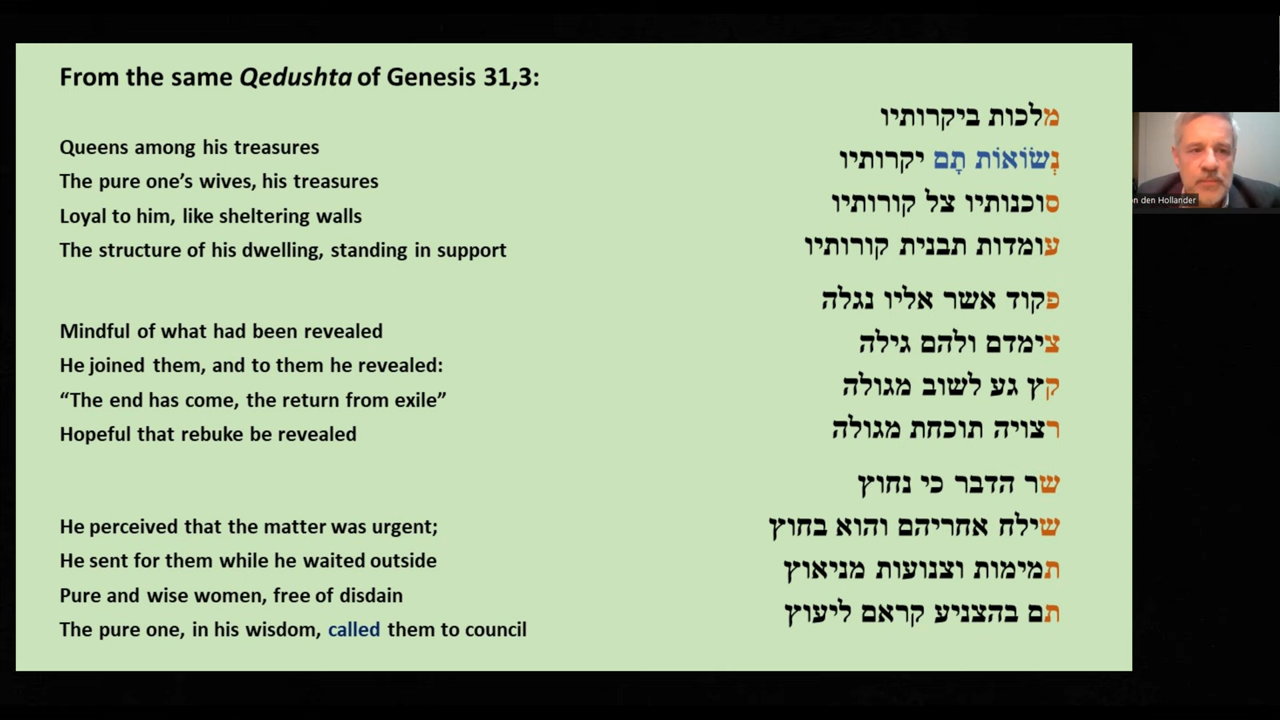 From the same Qedushta of Genesis 31,3:
Queens among his treasures
The pure one's wives, his treasures
Loyal to him, like sheltering walls
The structure of his dwelling, standing in support
Mindful of what had been revealed
He joined them, and to them he revealed:
“The end has come, the return from exile”
Hopeful that rebuke be revealed
He perceived that the matter was urgent;
He sent for them while he waited outside
Pure and wise women, free of disdain
The pure one, in his wisdom, called them to council
מלכות ביקרותיו
נְשׂוֹאוֹת תָם יקרותיו
סוכנותיו צל קורותיו
עומדות תבנית קורותיו
פקוד אשר אליו נגלה
צימדם ולהם גילה
קץ גע לשוב מגולה
רצויה תוכחת מגולה
שר הדבר כי נחוץ
שילח אחריהם והוא בחוץ
תמימות וצנועות מניאוץ
תם בהצניע קראם ליעוץ
den Hollander